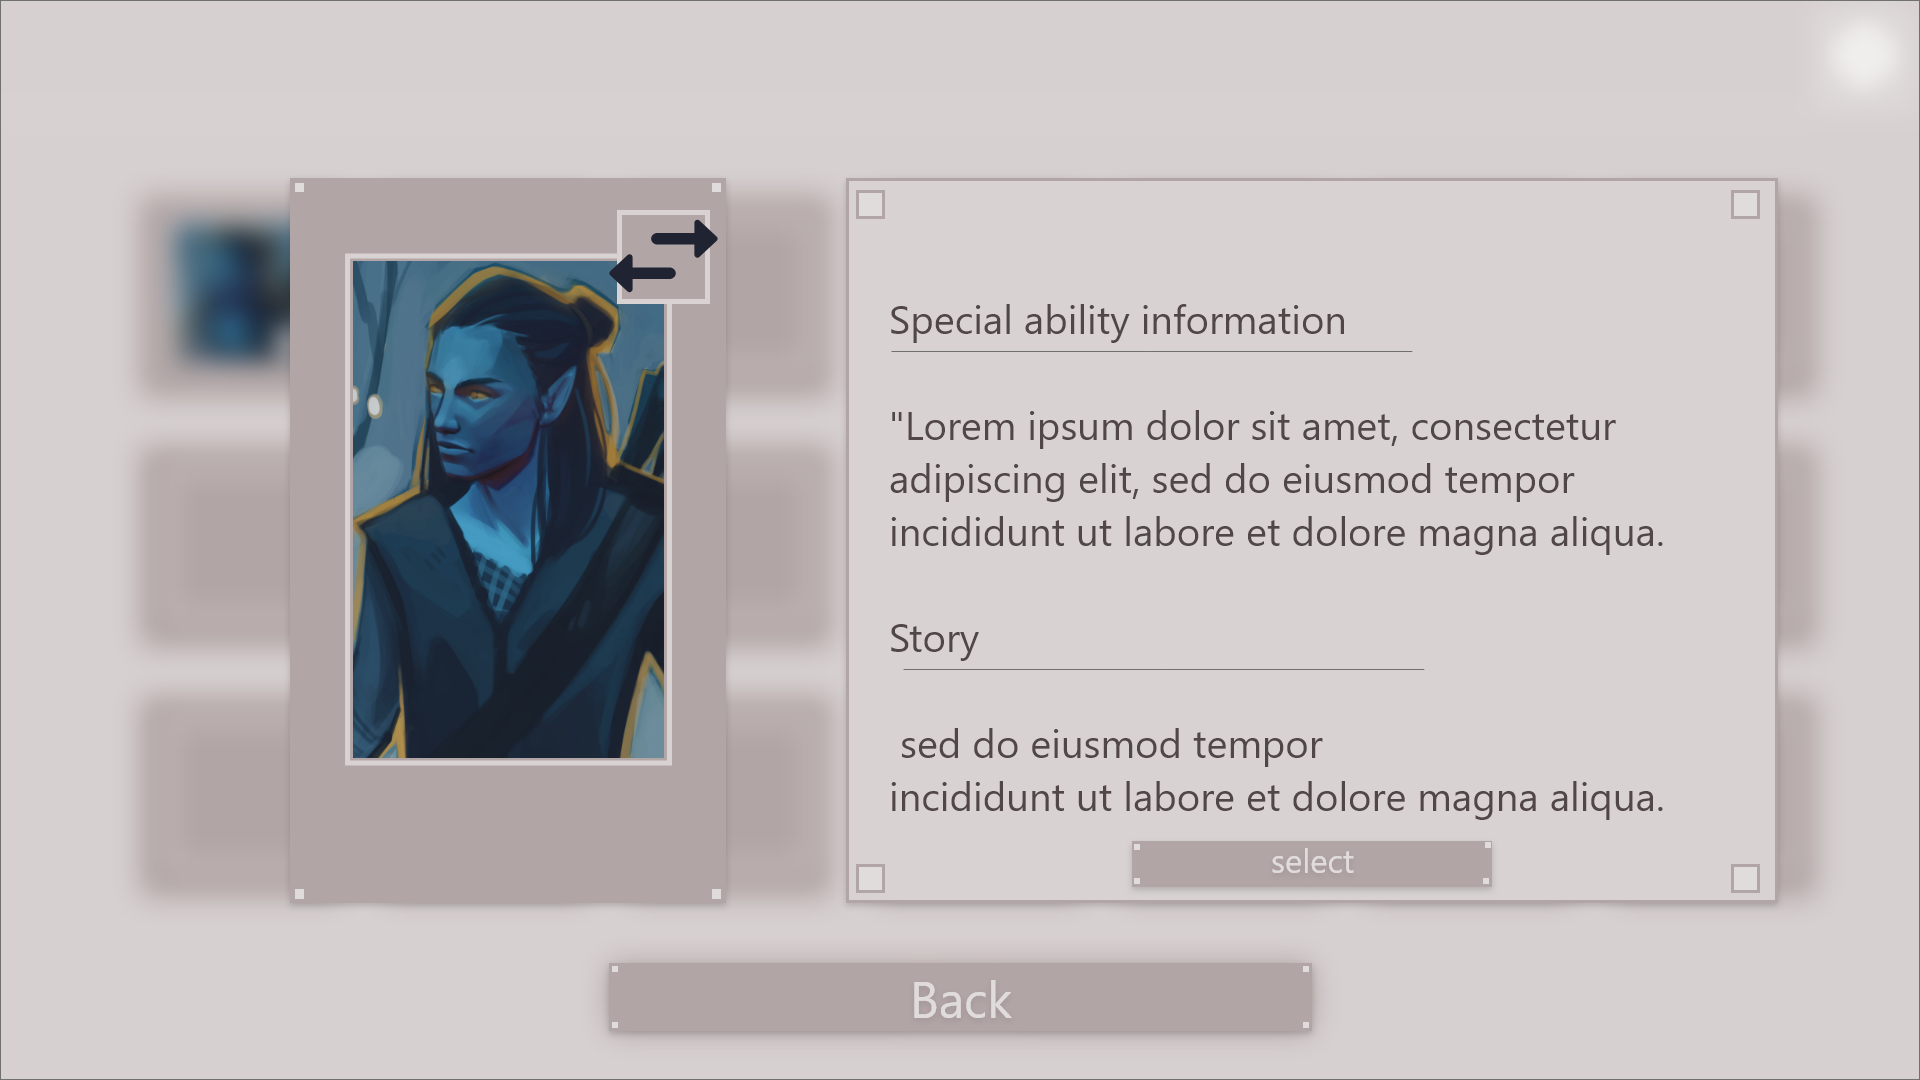 Special ability information
"Lorem ipsum dolor sit amet, consectetur
adipiscing elit, sed do eiusmod tempor
incididunt ut labore et dolore magna aliqua.
Story
sed do eiusmod tempor
incididunt ut labore et dolore magna aliqua.
select
Back